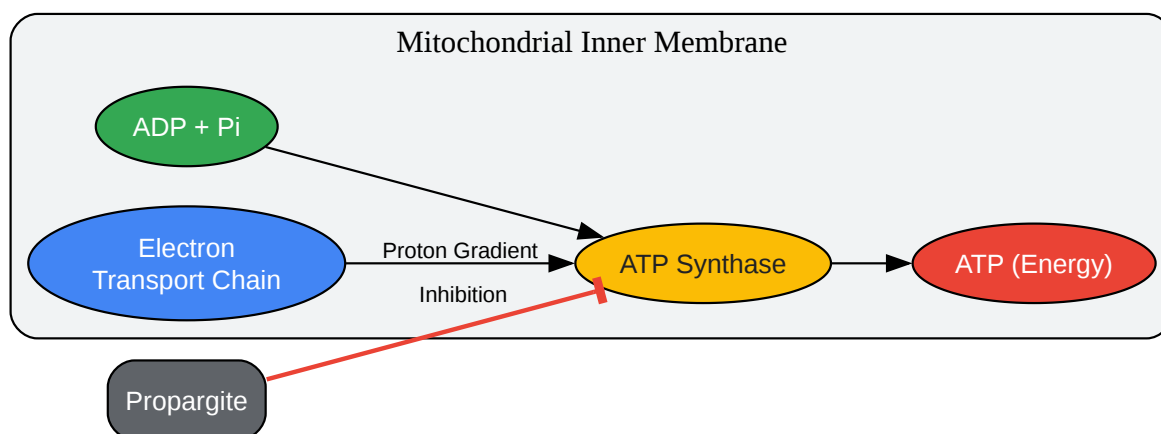 Mitochondrial Inner Membrane
ADP + Pi
Electron
Transport Chain
Proton Gradient
ATP Synthase
ATP (Energy)
Inhibition
Propargite